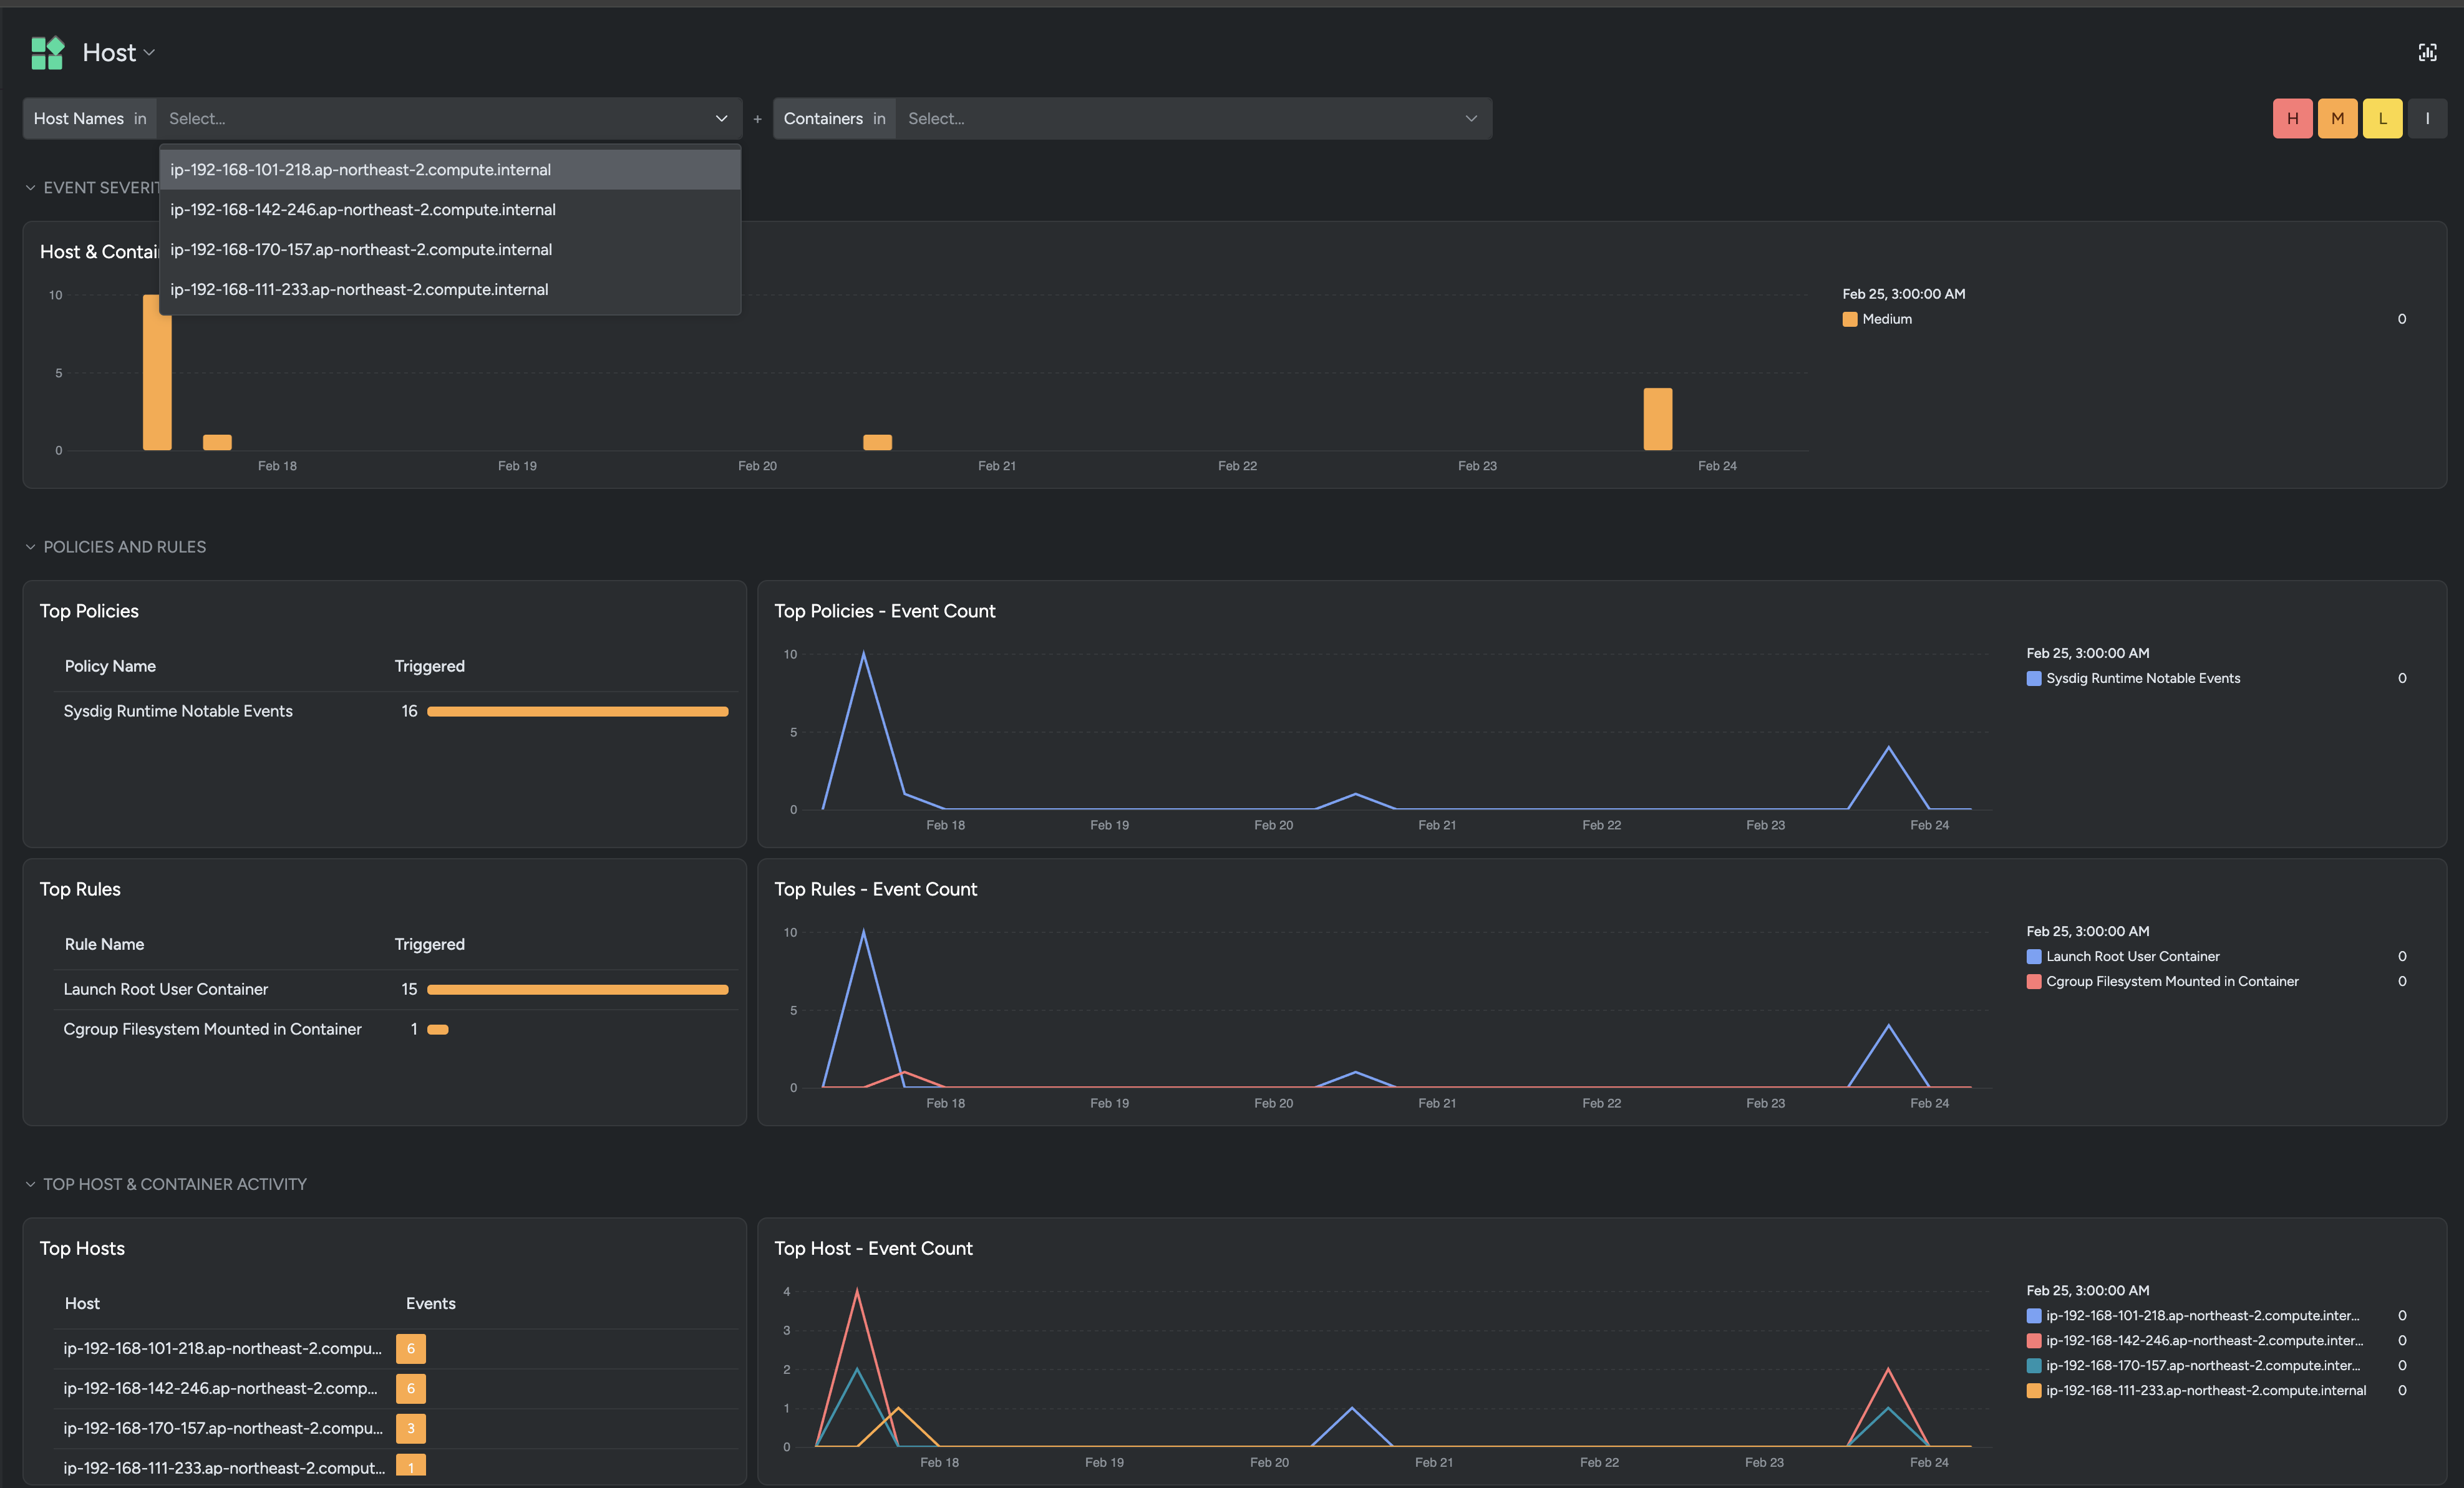 Host
Host Names in Select...
+
Containers in Select...
H M L I
ip-192-168-101-218.ap-northeast-2.compute.internal
ip-192-168-142-246.ap-northeast-2.compute.internal
ip-192-168-170-157.ap-northeast-2.compute.internal
ip-192-168-111-233.ap-northeast-2.compute.internal
EVENT SEVERIT
Host & Contai
10
5
0
Feb 18 Feb 19 Feb 20 Feb 21 Feb 22 Feb 23 Feb 24
Feb 25, 3:00:00 AM
Medium 0
POLICIES AND RULES
Top Policies
Policy Name Triggered
Sysdig Runtime Notable Events 16
Top Policies - Event Count
10
5
0
Feb 18 Feb 19 Feb 20 Feb 21 Feb 22 Feb 23 Feb 24
Feb 25, 3:00:00 AM
Sysdig Runtime Notable Events 0
Top Rules
Rule Name Triggered
Launch Root User Container 15
Cgroup Filesystem Mounted in Container 1
Top Rules - Event Count
10
5
0
Feb 18 Feb 19 Feb 20 Feb 21 Feb 22 Feb 23 Feb 24
Feb 25, 3:00:00 AM
Launch Root User Container 0
Cgroup Filesystem Mounted in Container 0
TOP HOST & CONTAINER ACTIVITY
Top Hosts
Host Events
ip-192-168-101-218.ap-northeast-2.compu... 6
ip-192-168-142-246.ap-northeast-2.comp... 6
ip-192-168-170-157.ap-northeast-2.compu... 3
ip-192-168-111-233.ap-northeast-2.comput... 1
Top Host - Event Count
4
3
2
1
0
Feb 18 Feb 19 Feb 20 Feb 21 Feb 22 Feb 23 Feb 24
Feb 25, 3:00:00 AM
ip-192-168-101-218.ap-northeast-2.compute.inter... 0
ip-192-168-142-246.ap-northeast-2.compute.inter... 0
ip-192-168-170-157.ap-northeast-2.compute.inter... 0
ip-192-168-111-233.ap-northeast-2.compute.internal 0